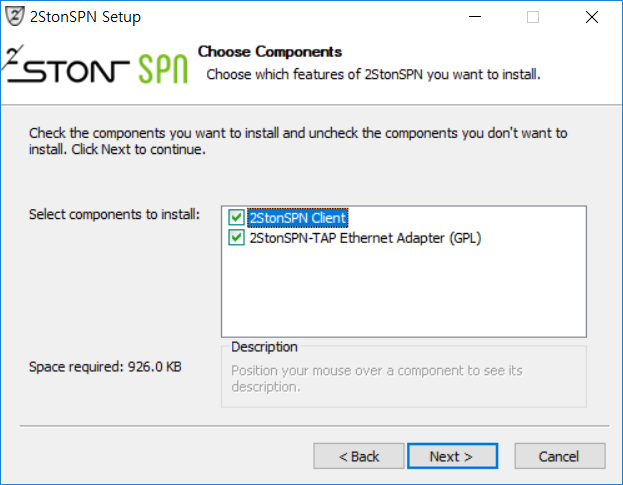 2StonSPN Setup
2STON SPN
Choose Components
Choose which features of 2StonSPN you want to install.
Check the components you want to install and uncheck the components you don't want to
install. Click Next to continue.
Select components to install:
2StonSPN Client
2StonSPN-TAP Ethernet Adapter (GPL)
Space required: 926.0 KB
Description
Position your mouse over a component to see its
description.
< Back
Next >
Cancel